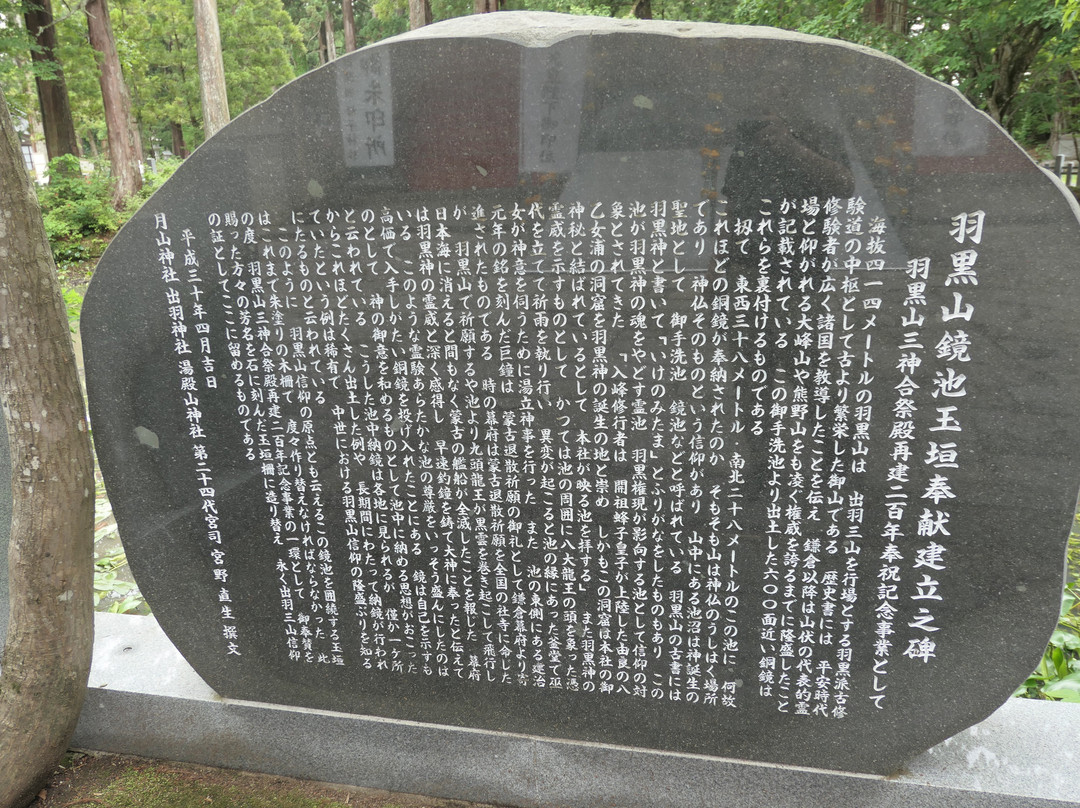 羽黒山鏡池玉垣奉献建立之碑
羽黒山三神合祭殿再建二百年奉祝記念事業として
海抜四一四メートルの羽黒山は 出羽三山を行場とする羽黒派古修
験道の中枢として古より繁栄した御山である 歴史書には 平安時代
修験者が広く諸国を教導したことを伝え 鎌倉以降は山伏の代表的霊
場と仰がれる大峰山や熊野山をも凌ぐ権威を誇るまでに隆盛したこと
が記載されている この御手洗池より出土した六〇〇面近い銅鏡は
これらを裏付けるものである
扨て 東西三十八メートル・南北二十八メートルのこの池に 何故
これほどの銅鏡が奉納されたのか そもそも山は神仏のうしはく場所
であり 神仏そのものという信仰があり 山中にある池沼は神誕生の
聖地として 御手洗池 鏡池などと呼ばれている 羽黒山の古書には
羽黒神と書いて「いけのみたま」とふりがなをしたものもあり この
池が羽黒神の魂をやどす霊池 羽黒権現が影向する池として信仰の対
象とされてきた 「入峰修行者は 開祖蜂子皇子が上陸した由良の八
乙女浦の洞窟を羽黒神の誕生の地と崇め しかもこの洞窟は本社の御
神秘と結ばれているとして 本社が映る池を拝する」 また羽黒神の
霊威を示すものとして かつては池の周囲に八大龍王の頭を象った憑
代を立てて祈雨を執り行い 異変が起こると池の縁にあった釜堂で巫
女が神意を伺うために湯立神事を行った また 池の東側にある建治
元年の銘を刻んだ巨鐘は 蒙古退散祈願の御礼として鎌倉幕府より寄
進されたものである 時の幕府は蒙古退散祈願を全国の社寺に命じた
が 羽黒山で祈願するや池より九頭龍王が黒雲を巻き起こして飛行し
日本海に消えると間もなく蒙古の艦船が全滅したことを報じた 幕府
は羽黒神の霊威と深く感得し 早速釣鐘を鋳て大神に奉ったと伝えて
いる このような霊験あらたかな池の尊厳をいっそう盛んにしたのは
高価で入手しがたい銅鏡を投げ入れたことにある 鏡は自己を示すも
のとして 神の御意を和めるものとして池中に納める思想がおこった
と云われている こうした池中納鏡は各地に見られるが 僅か一ヶ所
からこれほどたくさん出土した例や 長期間にわたって納鏡が行われ
ていたという例は稀有で 中世における羽黒山信仰の隆盛ぶりを知る
にたるものと云われている
このように 羽黒山信仰の原点とも云えるこの鏡池を囲繞する玉垣
はこれまで朱塗りの木柵で 度々作り替えなければならなかった 此
の度 羽黒山三神合祭殿再建二百年記念事業の一環として 御奉賛を
賜った方々の芳名を石に刻んだ玉垣柵に造り替え 永く出羽三山信仰
の証としてここに留めるものである
平成三十年四月吉日
月山神社 出羽神社 湯殿山神社 第二十四代宮司 宮野直生 撰文
御朱印所